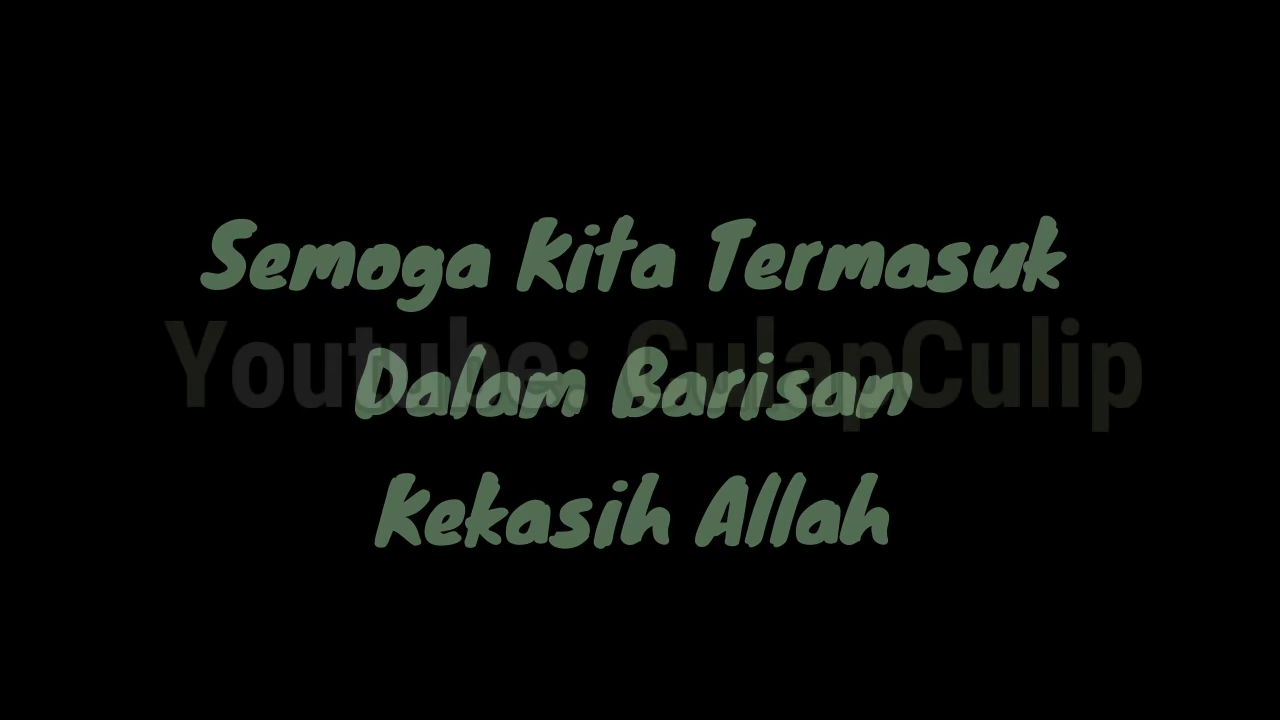 Semoga Kita Termasuk
Youtube: CulapCulip
Dalam Barisan
Kekasih Allah